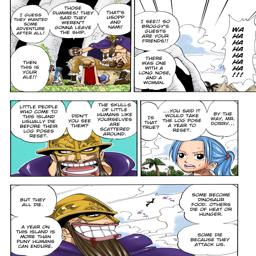 I SEE!! SO
BROGGY'S
GUESTS
ARE YOUR
FRIENDS!!
THERE WAS
ONE WITH
A LONG
NOSE, AND
A WOMAN.
WA
HA
HA
HA
HA
HA
!!!
THOSE
DUMMIES! THEY
SAID THEY
WEREN'T
GONNA LEAVE
THE SHIP.
THAT'S
USOPP
AND
NAMI!
I GUESS
THEY WANTED
SOME
ADVENTURE
AFTER ALL!
THEN
THIS IS
YOUR
ALE!!
BY THE
WAY, MR.
DORRY...
...YOU SAID IT
WOULD TAKE
THE LOG POSE
A YEAR TO
RESET.
IS
THAT
TRUE?
THE SKULLS OF
LITTLE HUMANS
LIKE
YOURSELVES
ARE
SCATTERED
AROUND.
DIDN'T
YOU SEE
THEM?
LITTLE PEOPLE
WHO COME TO
THIS ISLAND
USUALLY DIE
BEFORE THEIR
LOG POSES
RESET.
SOME BECOME
DINOSAUR
FOOD. OTHERS
DIE OF HEAT OR
HUNGER.
SOME DIE
BECAUSE THEY
ATTACK US.
BUT THEY
ALL DIE.
A YEAR ON
THIS ISLAND
IS MORE THAN
PUNY HUMANS
CAN ENDURE.